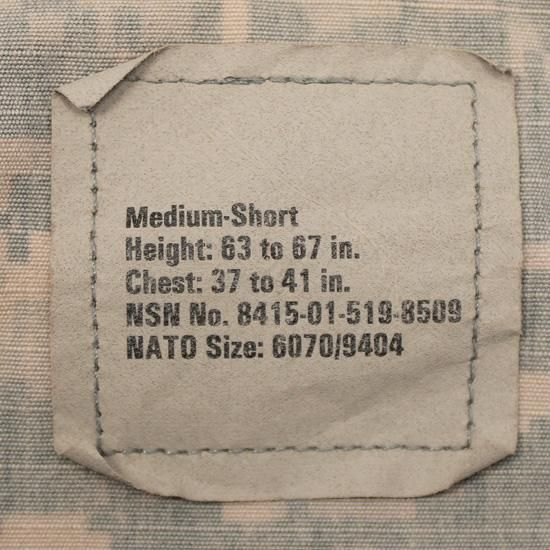 Medium-Short
Height: 63 to 67 in.
Chest: 37 to 41 in.
NSN No. 8415-01-519-8509
NATO Size: 6070/9404